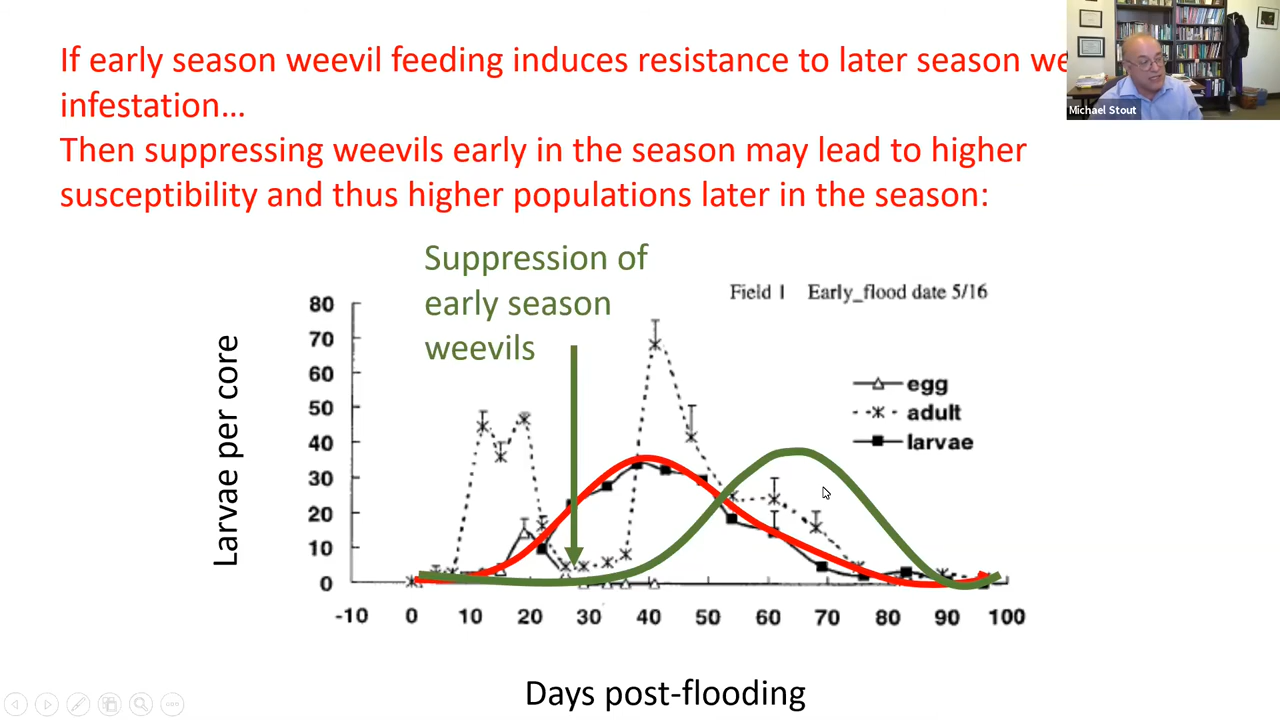 If early season weevil feeding induces resistance to later season we
infestation...
Then suppressing weevils early in the season may lead to higher
susceptibility and thus higher populations later in the season:
Michael Stout
Suppression of
early season
weevils
Field 1 Early_flood date 5/16
Larvae per core
80
70
60
50
40
30
20
10
0
egg
adult
larvae
-10 0 10 20 30 40 50 60 70 80 90 100
Days post-flooding